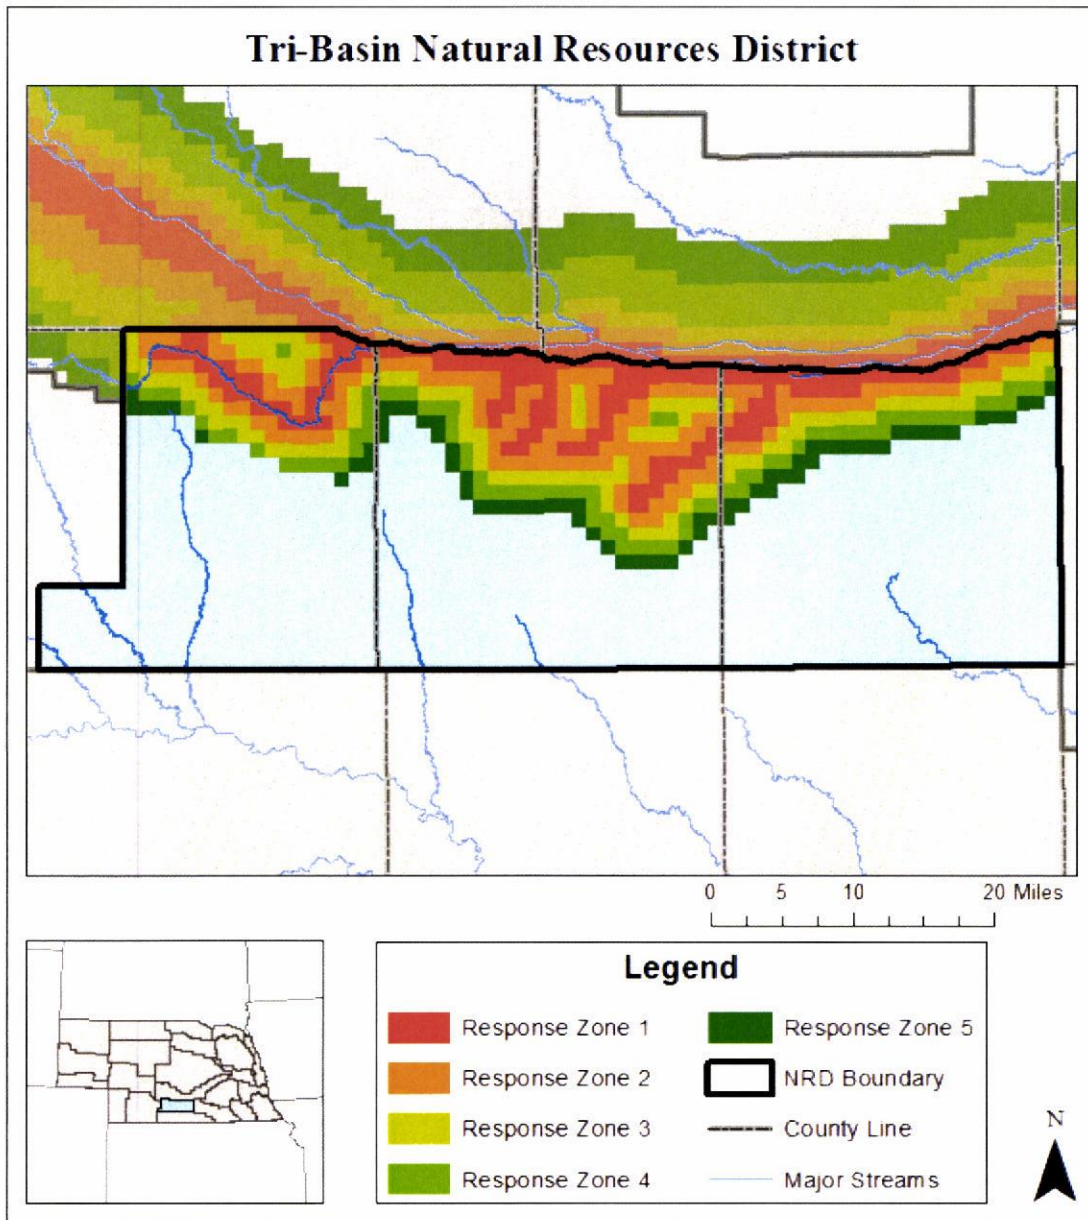 Tri-Basin Natural Resources District
0 5 10 20 Miles
Legend
Response Zone 1
Response Zone 2
Response Zone 3
Response Zone 4
Response Zone 5
NRD Boundary
County Line
Major Streams
N